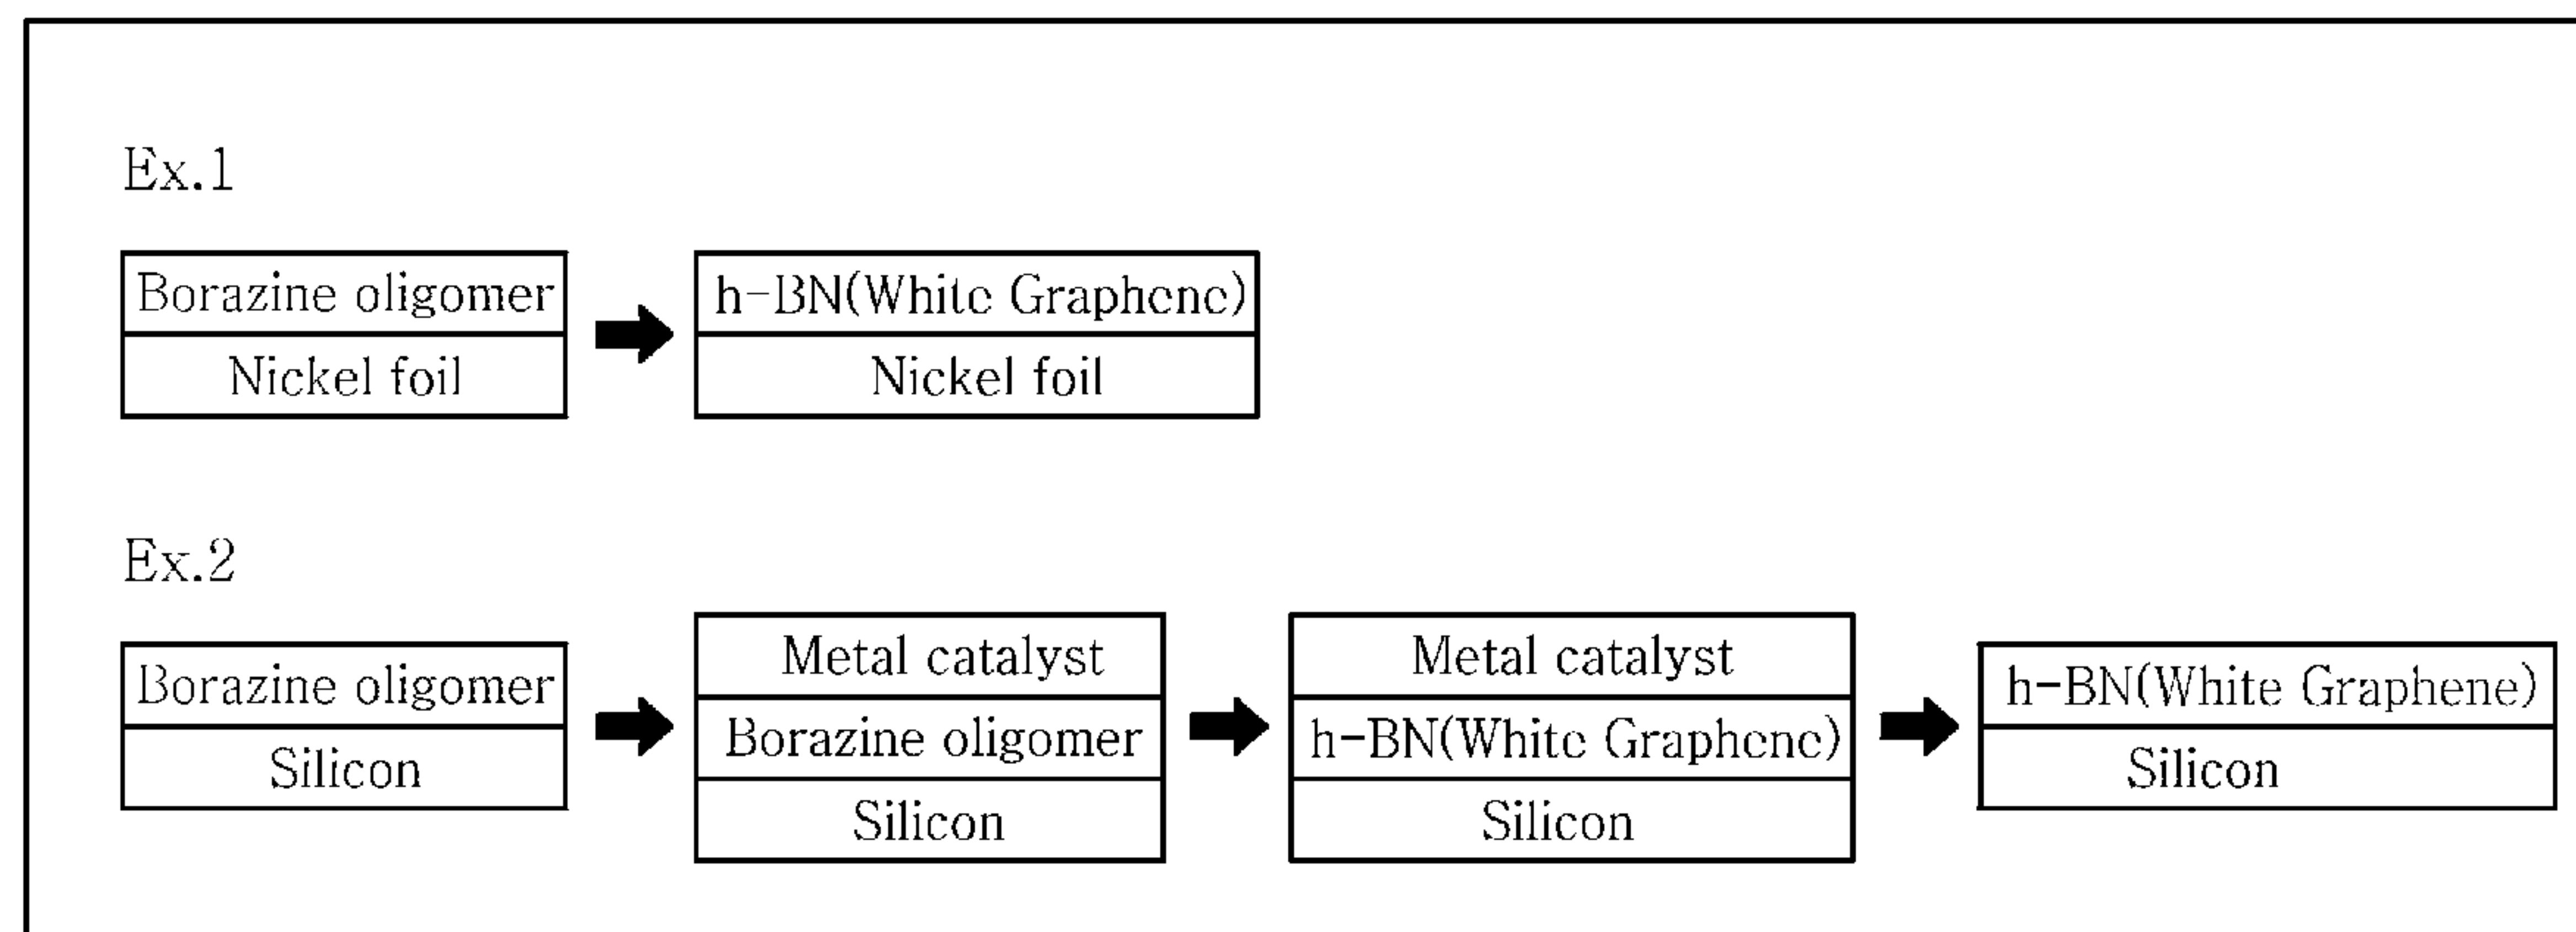 Ex.1
Borazine oligomer
Nickel foil
h-BN(White Graphene)
Nickel foil
Ex.2
Borazine oligomer
Silicon
Metal catalyst
Borazine oligomer
Silicon
Metal catalyst
h-BN(White Graphene)
Silicon
h-BN(White Graphene)
Silicon